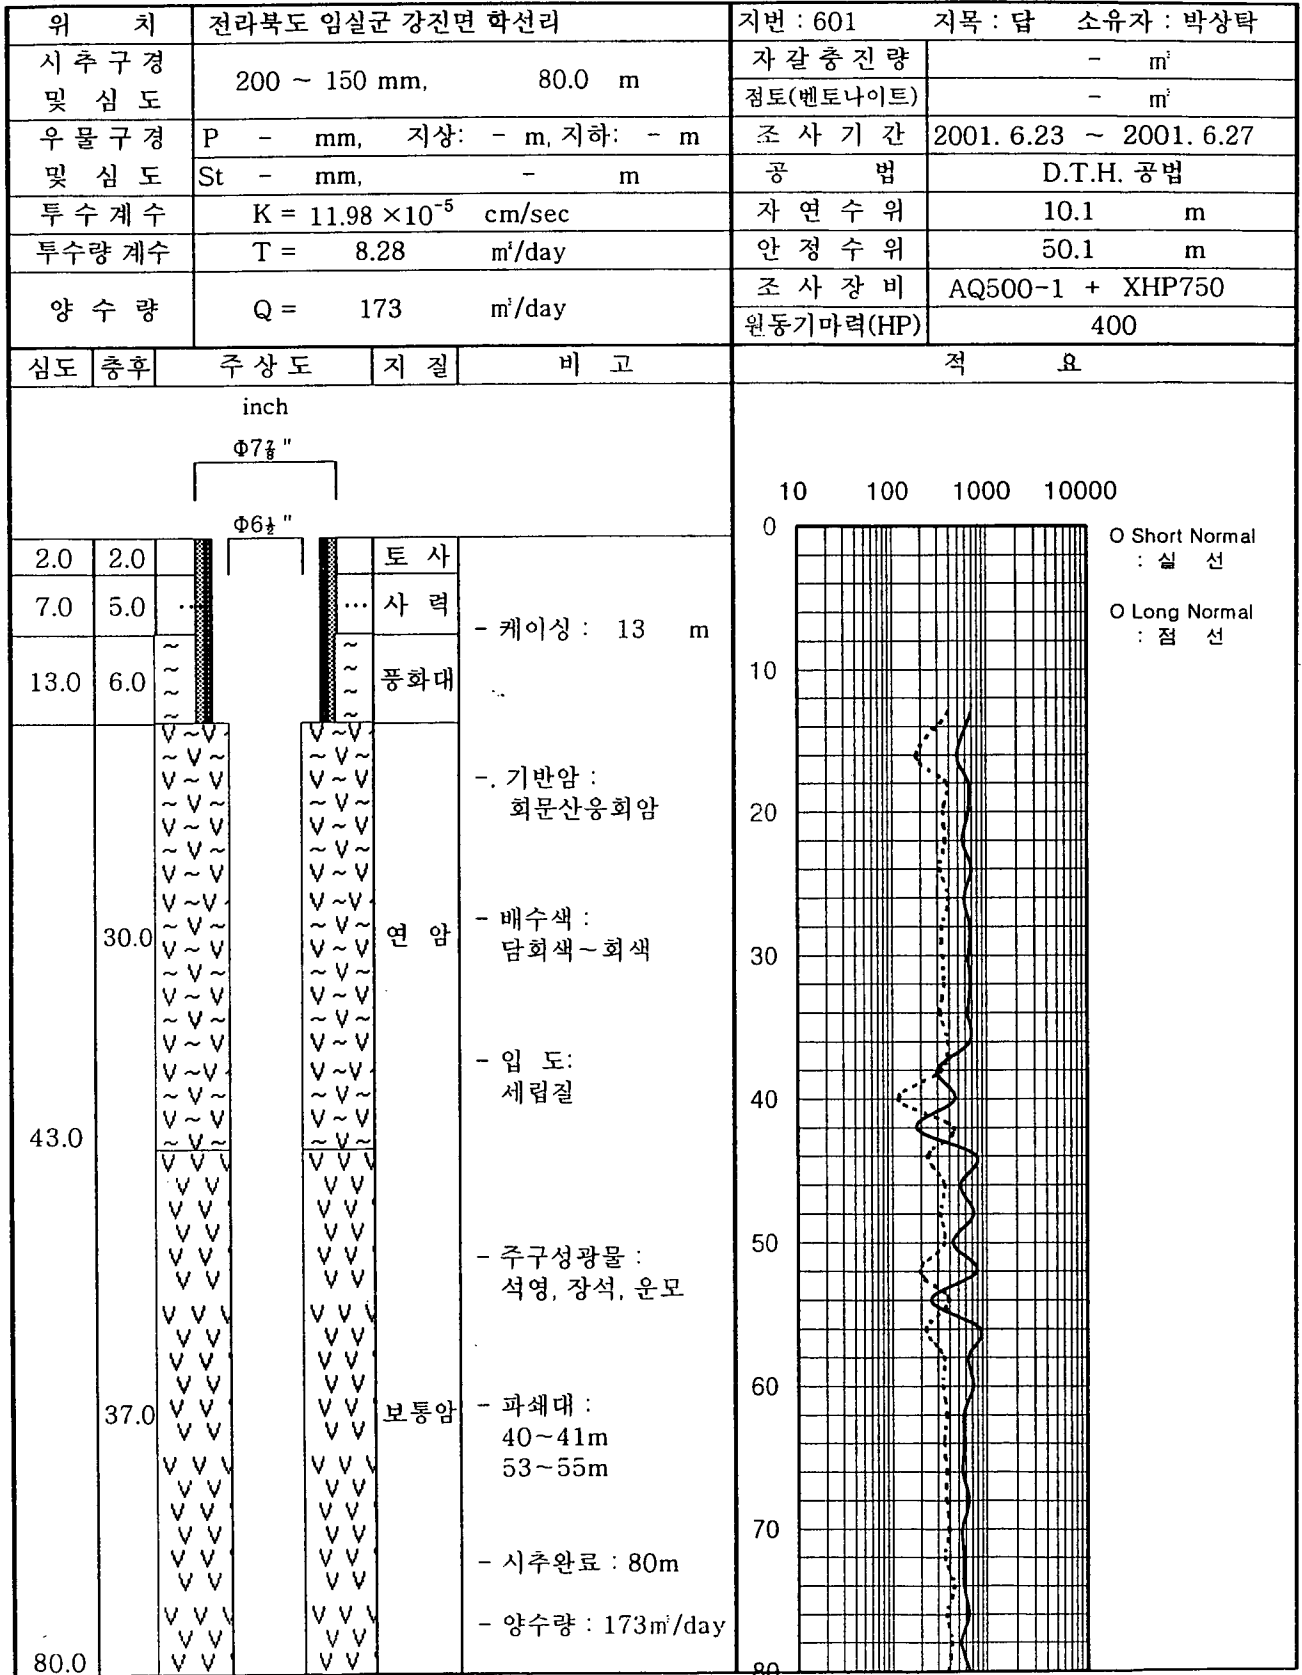 위 치 전라북도 임실군 강진면 학선리 지번 : 601 지목 : 답 소유자 : 박상탁
시추구경 및 심도 200 ~ 150 mm, 80.0 m
자갈충진량 - ㎥
점토(벤토나이트) - ㎥
우물구경 및 심도 P - mm, 지상: - m, 지하: - m
St - mm, - m
조사기간 2001. 6.23 ~ 2001. 6.27
공 법 D.T.H. 공법
투수계수 K = 11.98 ×10⁻⁵ cm/sec
자연수위 10.1 m
투수량 계수 T = 8.28 ㎡/day
안정수위 50.1 m
양수량 Q = 173 ㎥/day
조사장비 AQ500-1 + XHP750
원동기마력(HP) 400
심도 층후 주상도 지질 비고 적요
inch
Φ7⅞ "
Φ6½ "
2.0 2.0 토 사
7.0 5.0 사 력
13.0 6.0 풍화대
43.0 30.0 연 암
80.0 37.0 보통암
- 케이싱 : 13 m
-. 기반암 :
회문산응회암
- 배수색 :
담회색~회색
- 입 도:
세립질
- 주구성광물 :
석영, 장석, 운모
- 파쇄대 :
40~41m
53~55m
- 시추완료 : 80m
- 양수량 : 173㎥/day
10 100 1000 10000
0
10
20
30
40
50
60
70
80
O Short Normal
: 실 선
O Long Normal
: 점 선